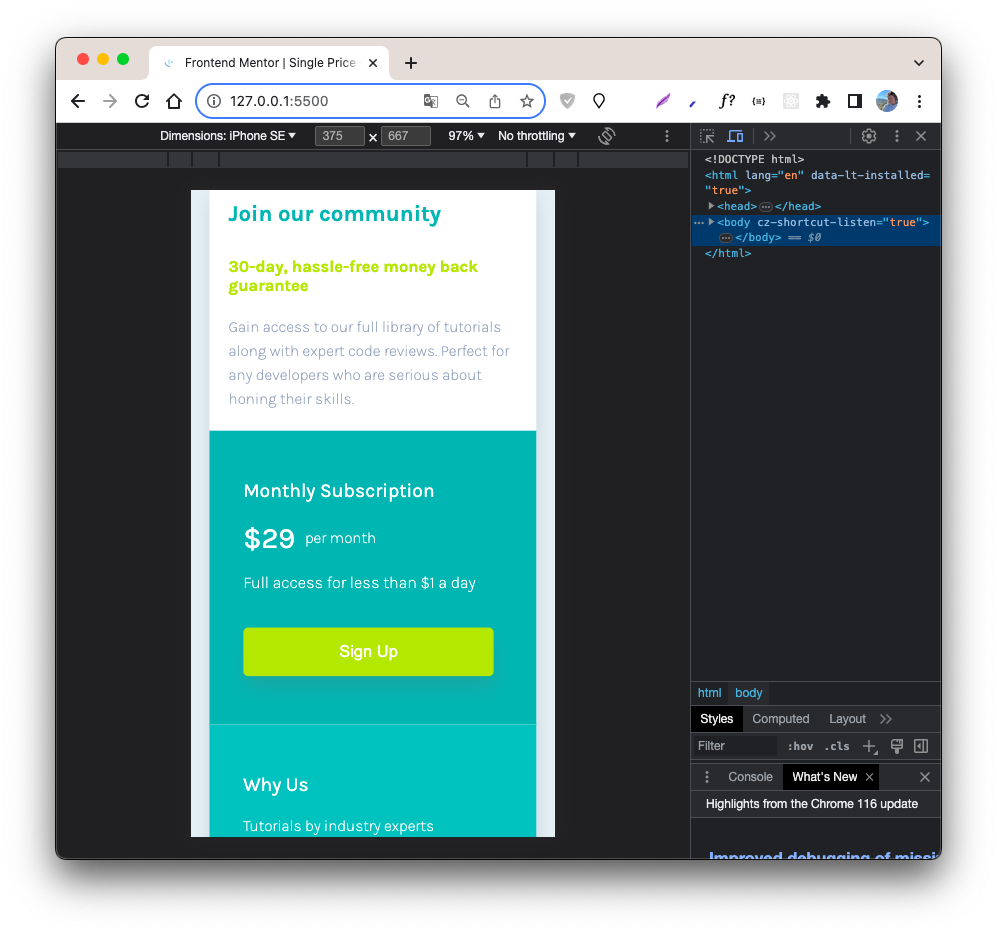 Frontend Mentor | Single Price
127.0.0.1:5500
f?
Dimensions: iPhone SE
375 × 667
97%
No throttling
Join our community
30-day, hassle-free money back
guarantee
Gain access to our full library of tutorials
along with expert code reviews. Perfect for
any developers who are serious about
honing their skills.
Monthly Subscription
$29 per month
Full access for less than $1 a day
Sign Up
Why Us
Tutorials by industry experts
<!DOCTYPE html>
<html lang="en" data-lt-installed=
"true">
<head> … </head>
<body cz-shortcut-listen="true">
… </body> == $0
</html>
html body
Styles Computed Layout
Filter :hov .cls
Console What's New
Highlights from the Chrome 116 update
Improved debugging of missi